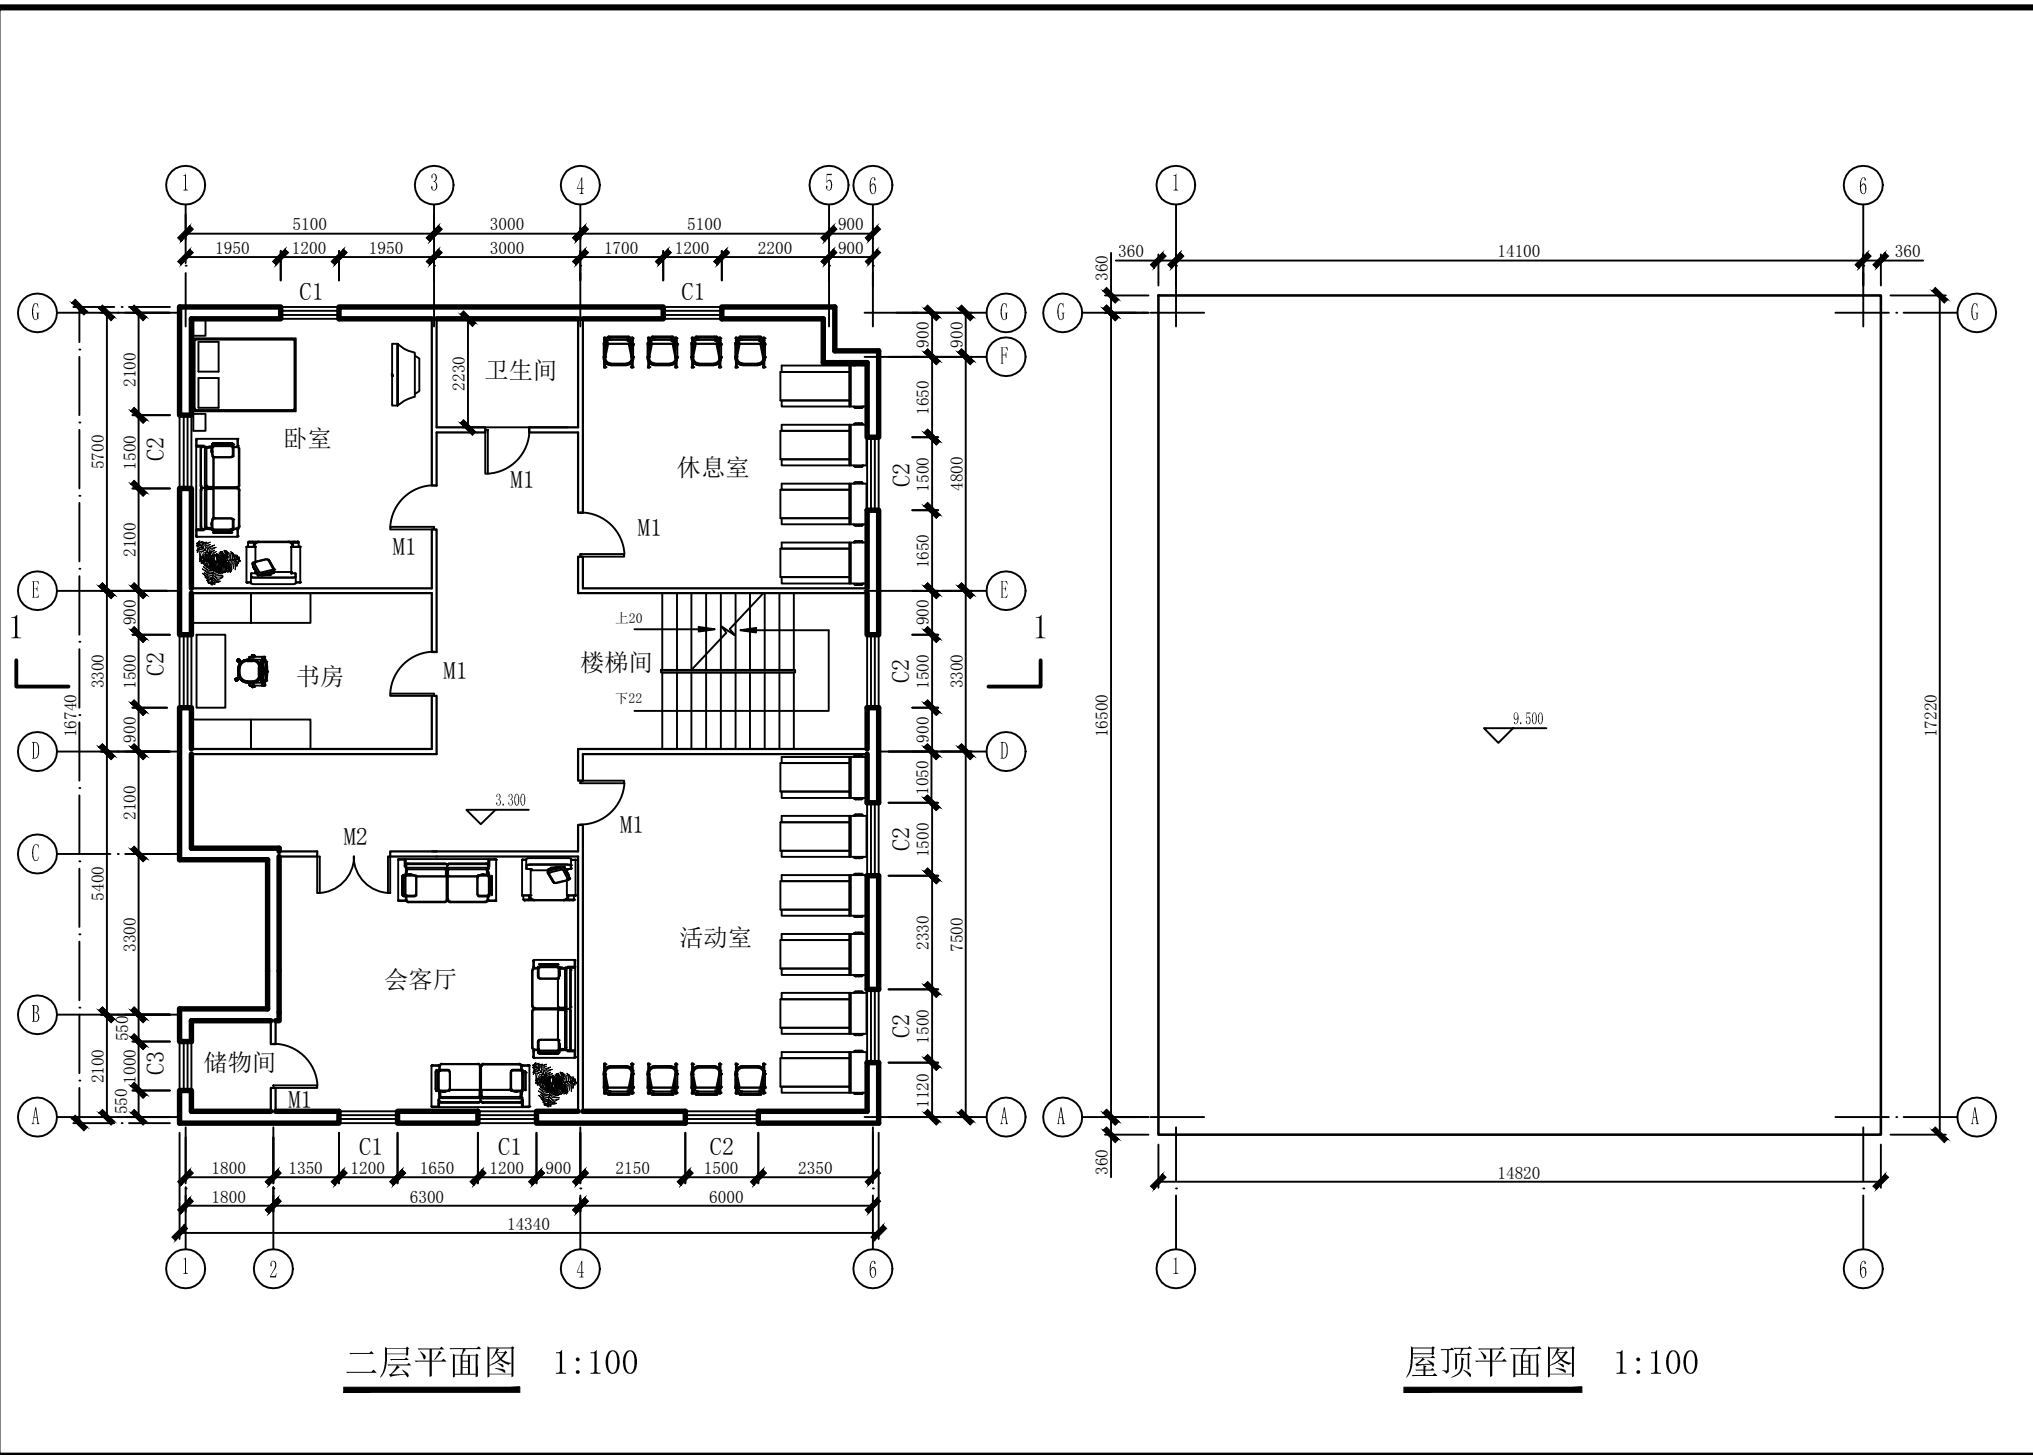 1 3 4 5 6
5100 3000 5100 900
1950 1200 1950 3000 1700 1200 2200 900
C1 C1
G G
F
E E
D D
C
B
A A
2100
1500
2100
900
1500
900
2100
3300
550
1000
550
5700
3300
5400
2100
16740
C2
C2
C3
900
1650
1500
1650
900
1500
900
1050
1500
2330
1500
1120
900
4800
3300
7500
C2
C2
C2
C2
2230
卫生间
卧室
M1
休息室
M1
M1
1 1
上20
楼梯间
书房
M1
下22
3.300
M2
M1
活动室
会客厅
储物间
M1
C1 C1 C2
1800 1350 1200 1650 1200 900 2150 1500 2350
1800 6300 6000
14340
1 2 4 6
二层平面图 1:100
1 6
360 14100 360
360
G G
16500
9.500
17220
A A
360
14820
1 6
屋顶平面图 1:100